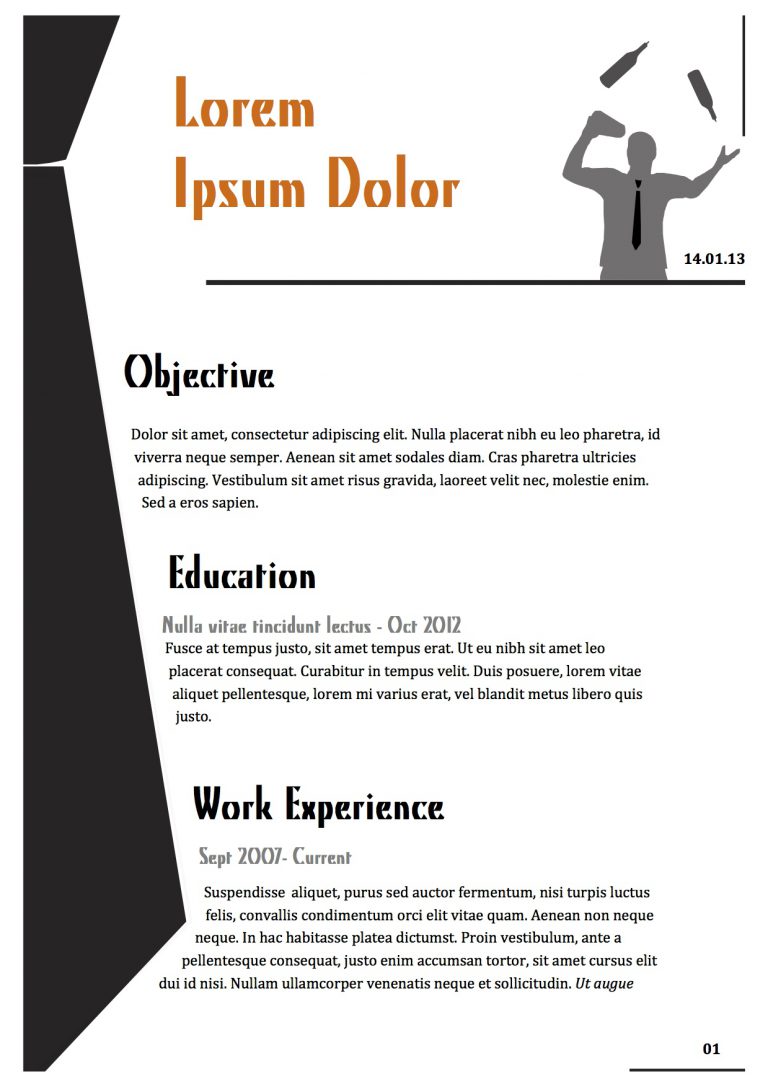 Lorem
Ipsum Dolor
14.01.13
Objective
Dolor sit amet, consectetur adipiscing elit. Nulla placerat nibh eu leo pharetra, id
viverra neque semper. Aenean sit amet sodales diam. Cras pharetra ultricies
adipiscing. Vestibulum sit amet risus gravida, laoreet velit nec, molestie enim.
Sed a eros sapien.
Education
Nulla vitae tincidunt lectus - Oct 2012
Fusce at tempus justo, sit amet tempus erat. Ut eu nibh sit amet leo
placerat consequat. Curabitur in tempus velit. Duis posuere, lorem vitae
aliquet pellentesque, lorem mi varius erat, vel blandit metus libero quis
justo.
Work Experience
Sept 2007- Current
Suspendisse aliquet, purus sed auctor fermentum, nisi turpis luctus
felis, convallis condimentum orci elit vitae quam. Aenean non neque
neque. In hac habitasse platea dictumst. Proin vestibulum, ante a
pellentesque consequat, justo enim accumsan tortor, sit amet cursus elit
dui id nisi. Nullam ullamcorper venenatis neque et sollicitudin. Ut augue
01